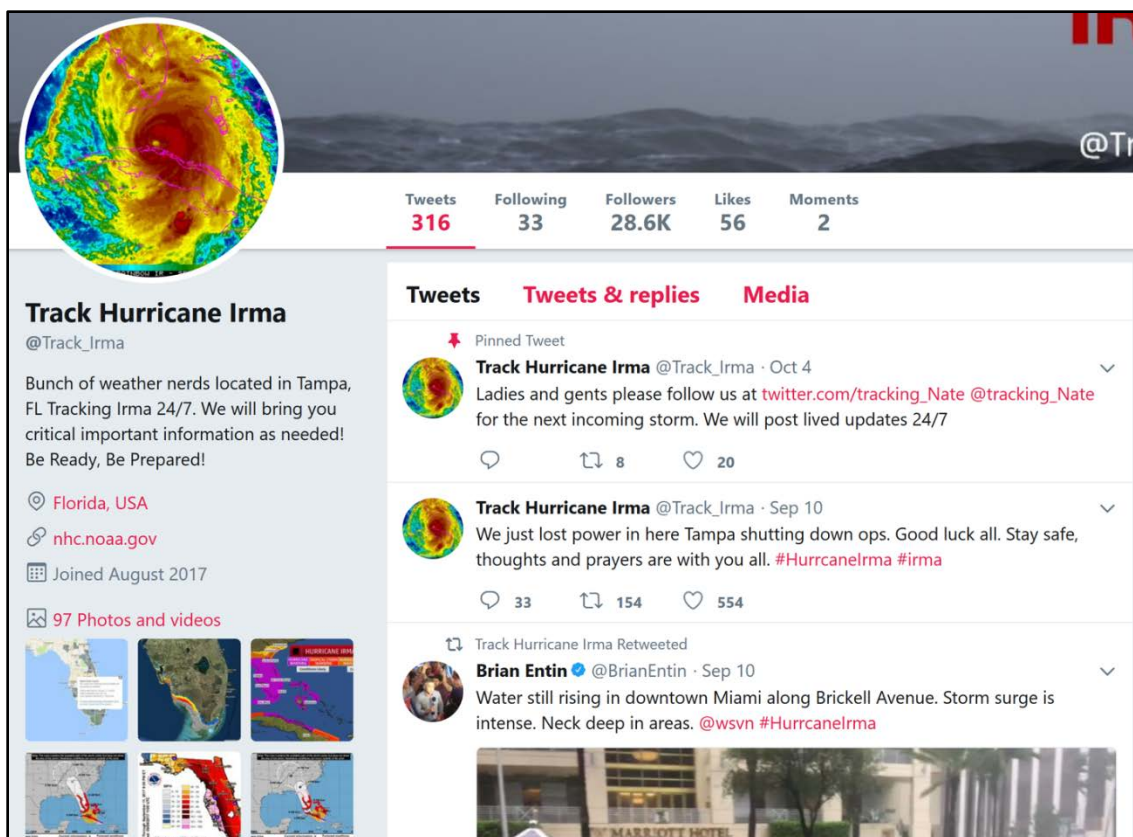 @Tr
Tweets Following Followers Likes Moments
316 33 28.6K 56 2
Track Hurricane Irma
@Track_Irma
Bunch of weather nerds located in Tampa,
FL Tracking Irma 24/7. We will bring you
critical important information as needed!
Be Ready, Be Prepared!
Florida, USA
nhc.noaa.gov
Joined August 2017
97 Photos and videos
HURRICANE IRMA
Tweets Tweets & replies Media
Pinned Tweet
Track Hurricane Irma @Track_Irma · Oct 4
Ladies and gents please follow us at twitter.com/tracking_Nate @tracking_Nate
for the next incoming storm. We will post lived updates 24/7
8 20
Track Hurricane Irma @Track_Irma · Sep 10
We just lost power in here Tampa shutting down ops. Good luck all. Stay safe,
thoughts and prayers are with you all. #HurrcaneIrma #irma
33 154 554
Track Hurricane Irma Retweeted
Brian Entin @BrianEntin · Sep 10
Water still rising in downtown Miami along Brickell Avenue. Storm surge is
intense. Neck deep in areas. @wsvn #HurrcaneIrma
MARRIOTT HOTEL